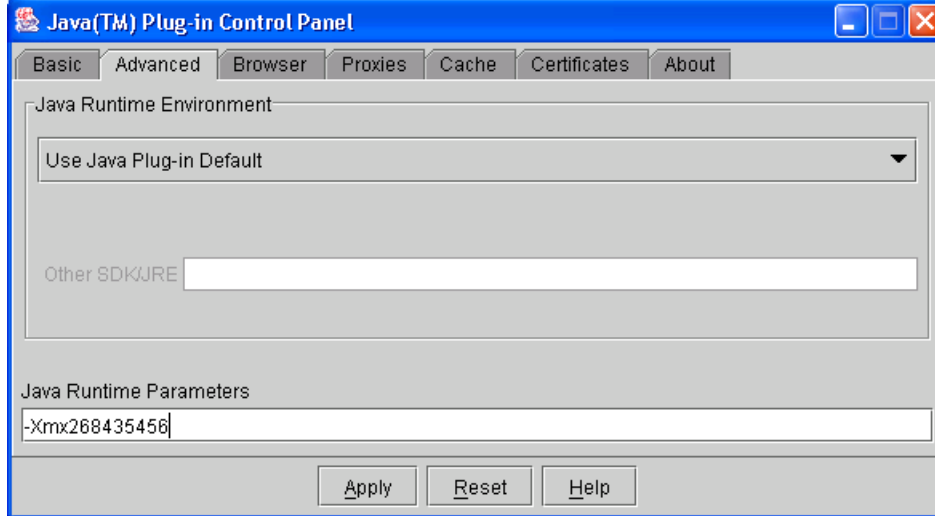 Java(TM) Plug-in Control Panel
Basic Advanced Browser Proxies Cache Certificates About
Java Runtime Environment
Use Java Plug-in Default
Other SDK/JRE
Java Runtime Parameters
-Xmx268435456
Apply Reset Help